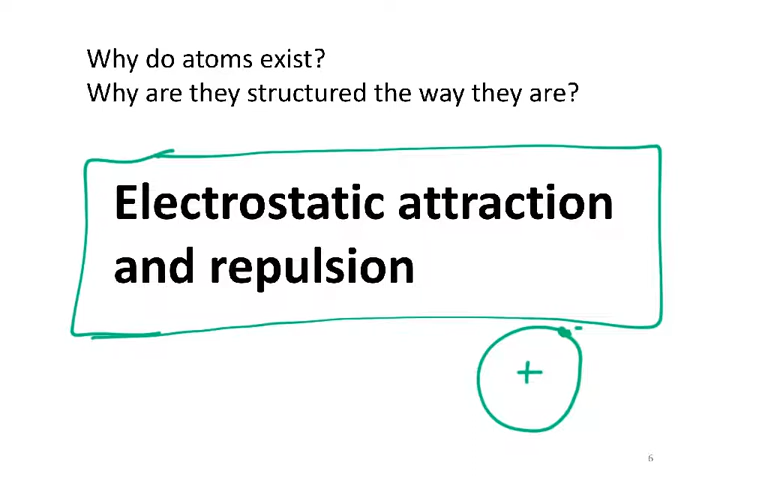 Why do atoms exist?
Why are they structured the way they are?
Electrostatic attraction
and repulsion
-
+
6